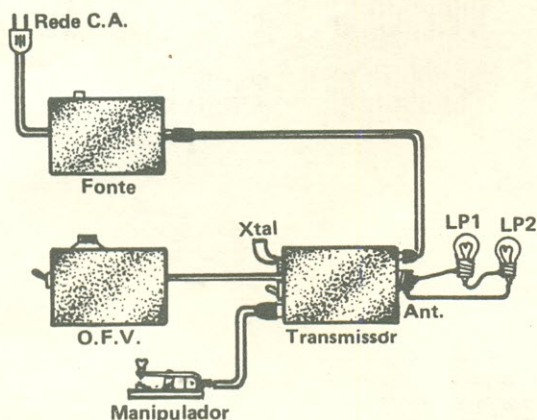 Rede C.A.
Fonte
Xtal
LP1
LP2
Ant.
O.F.V.
Transmissor
Manipulador